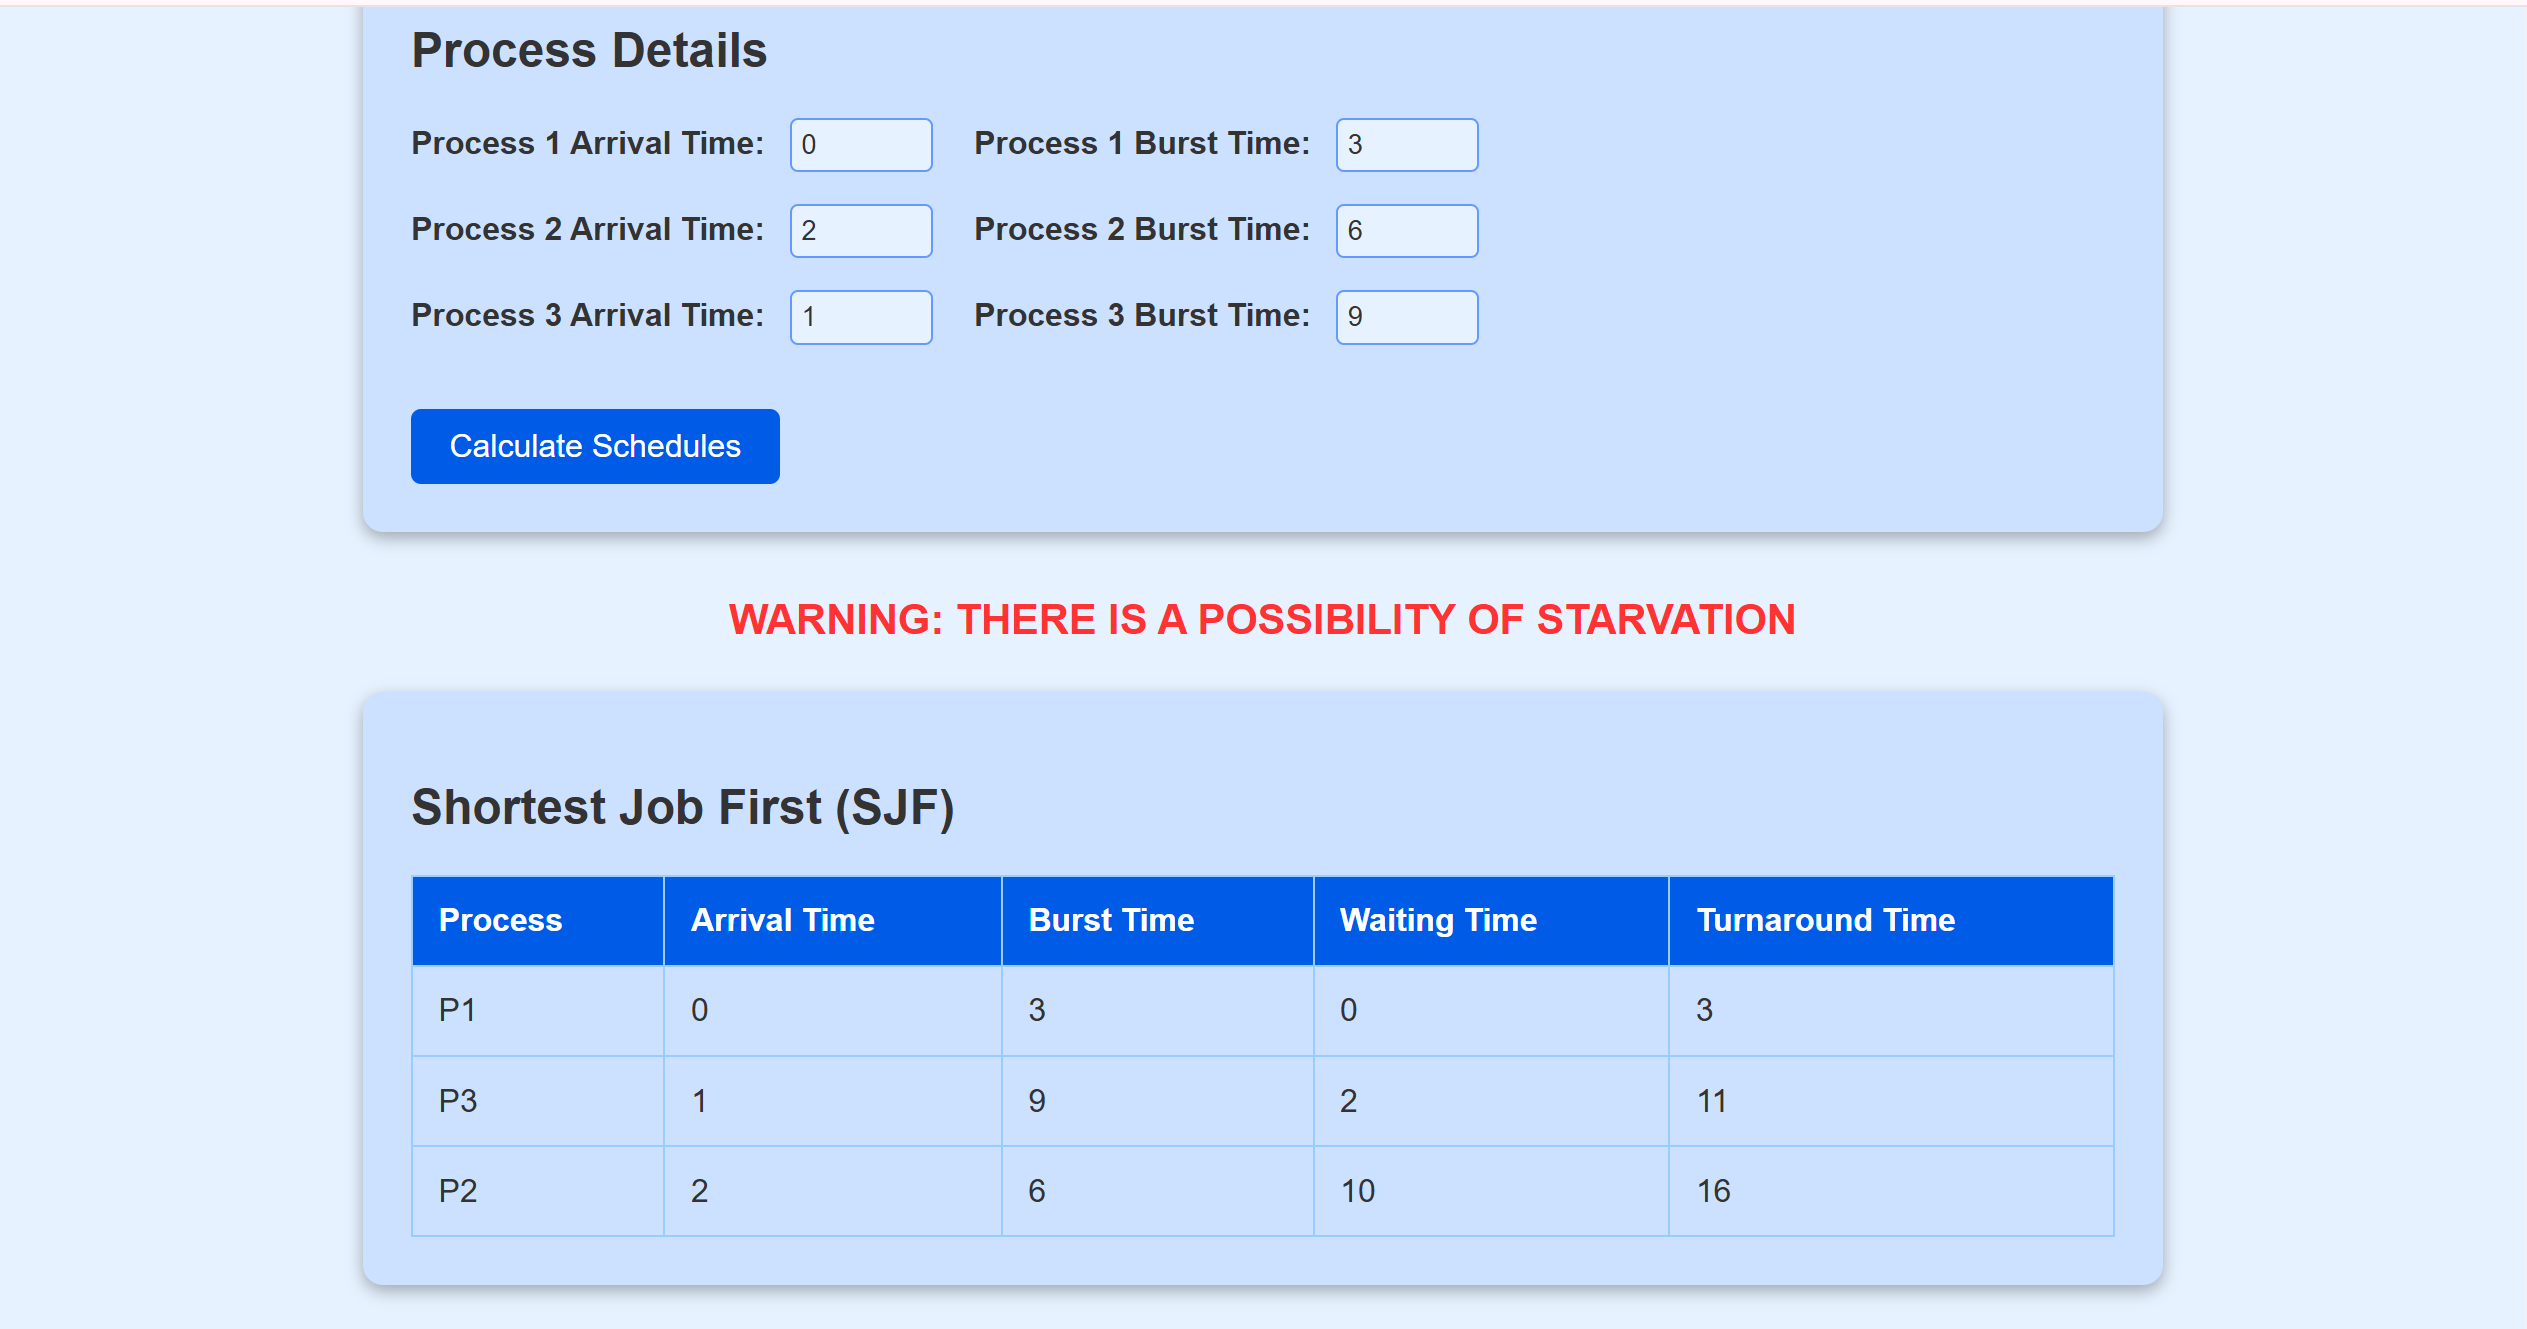 Process Details
Process 1 Arrival Time: 0 Process 1 Burst Time: 3
Process 2 Arrival Time: 2 Process 2 Burst Time: 6
Process 3 Arrival Time: 1 Process 3 Burst Time: 9
Calculate Schedules
WARNING: THERE IS A POSSIBILITY OF STARVATION
Shortest Job First (SJF)
Process Arrival Time Burst Time Waiting Time Turnaround Time
P1 0 3 0 3
P3 1 9 2 11
P2 2 6 10 16